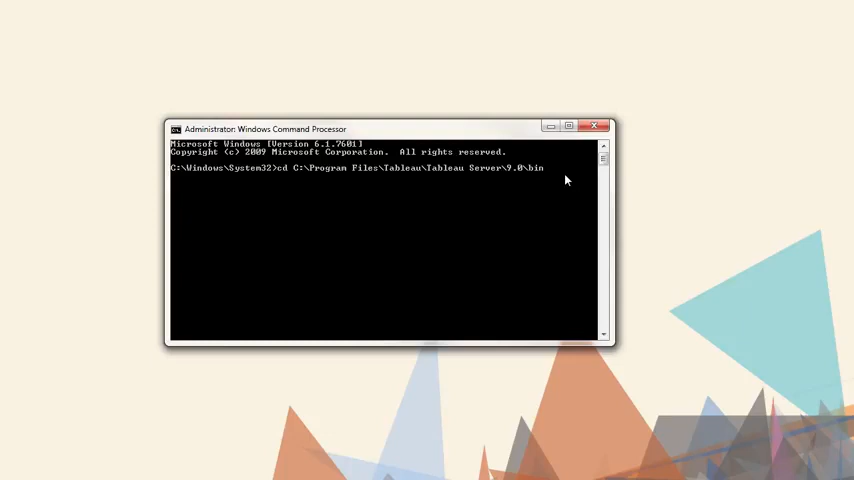 Administrator: Windows Command Processor
Microsoft Windows [Version 6.1.7601]
Copyright (c) 2009 Microsoft Corporation.  All rights reserved.
C:\Windows\System32>cd C:\Program Files\Tableau\Tableau Server\9.0\bin